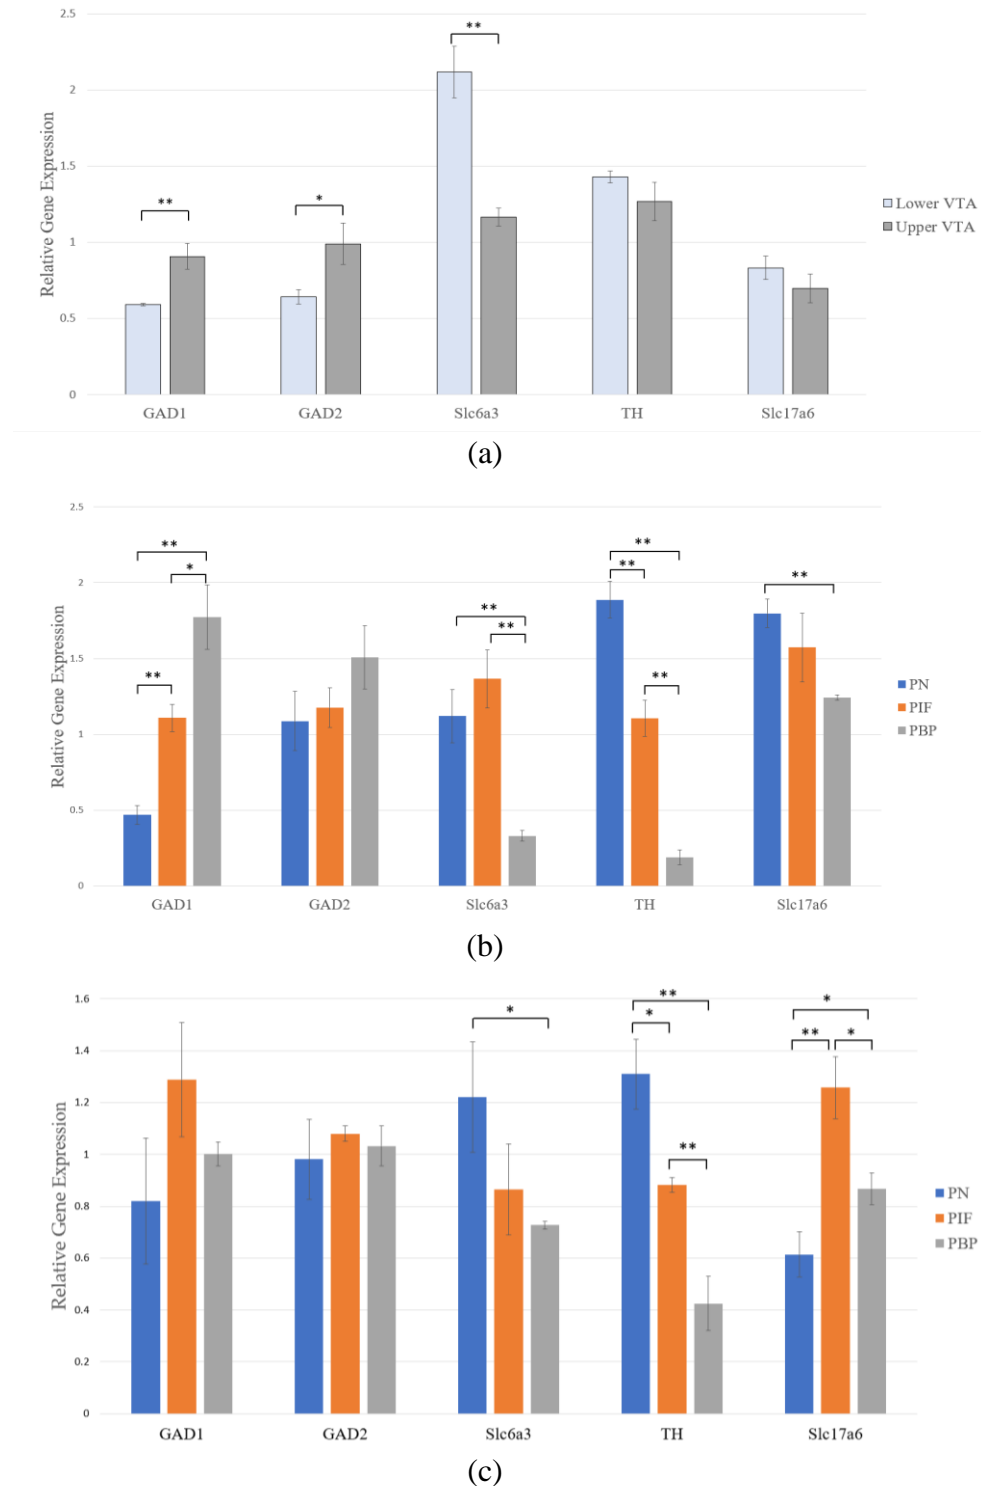 2.5
**
2
Relative Gene Expression
1.5
**
*
1
0.5
0
Lower VTA
Upper VTA
GAD1 GAD2 Slc6a3 TH Slc17a6
(a)
2.5
** ** **
* ** **
2
** **
** **
Relative Gene Expression
1.5
1
0.5
0
PN
PIF
PBP
GAD1 GAD2 Slc6a3 TH Slc17a6
(b)
1.6
* ** *
* ** *
1.4
1.2
**
1
Relative Gene Expression
0.8
0.6
0.4
0.2
0
PN
PIF
PBP
GAD1 GAD2 Slc6a3 TH Slc17a6
(c)